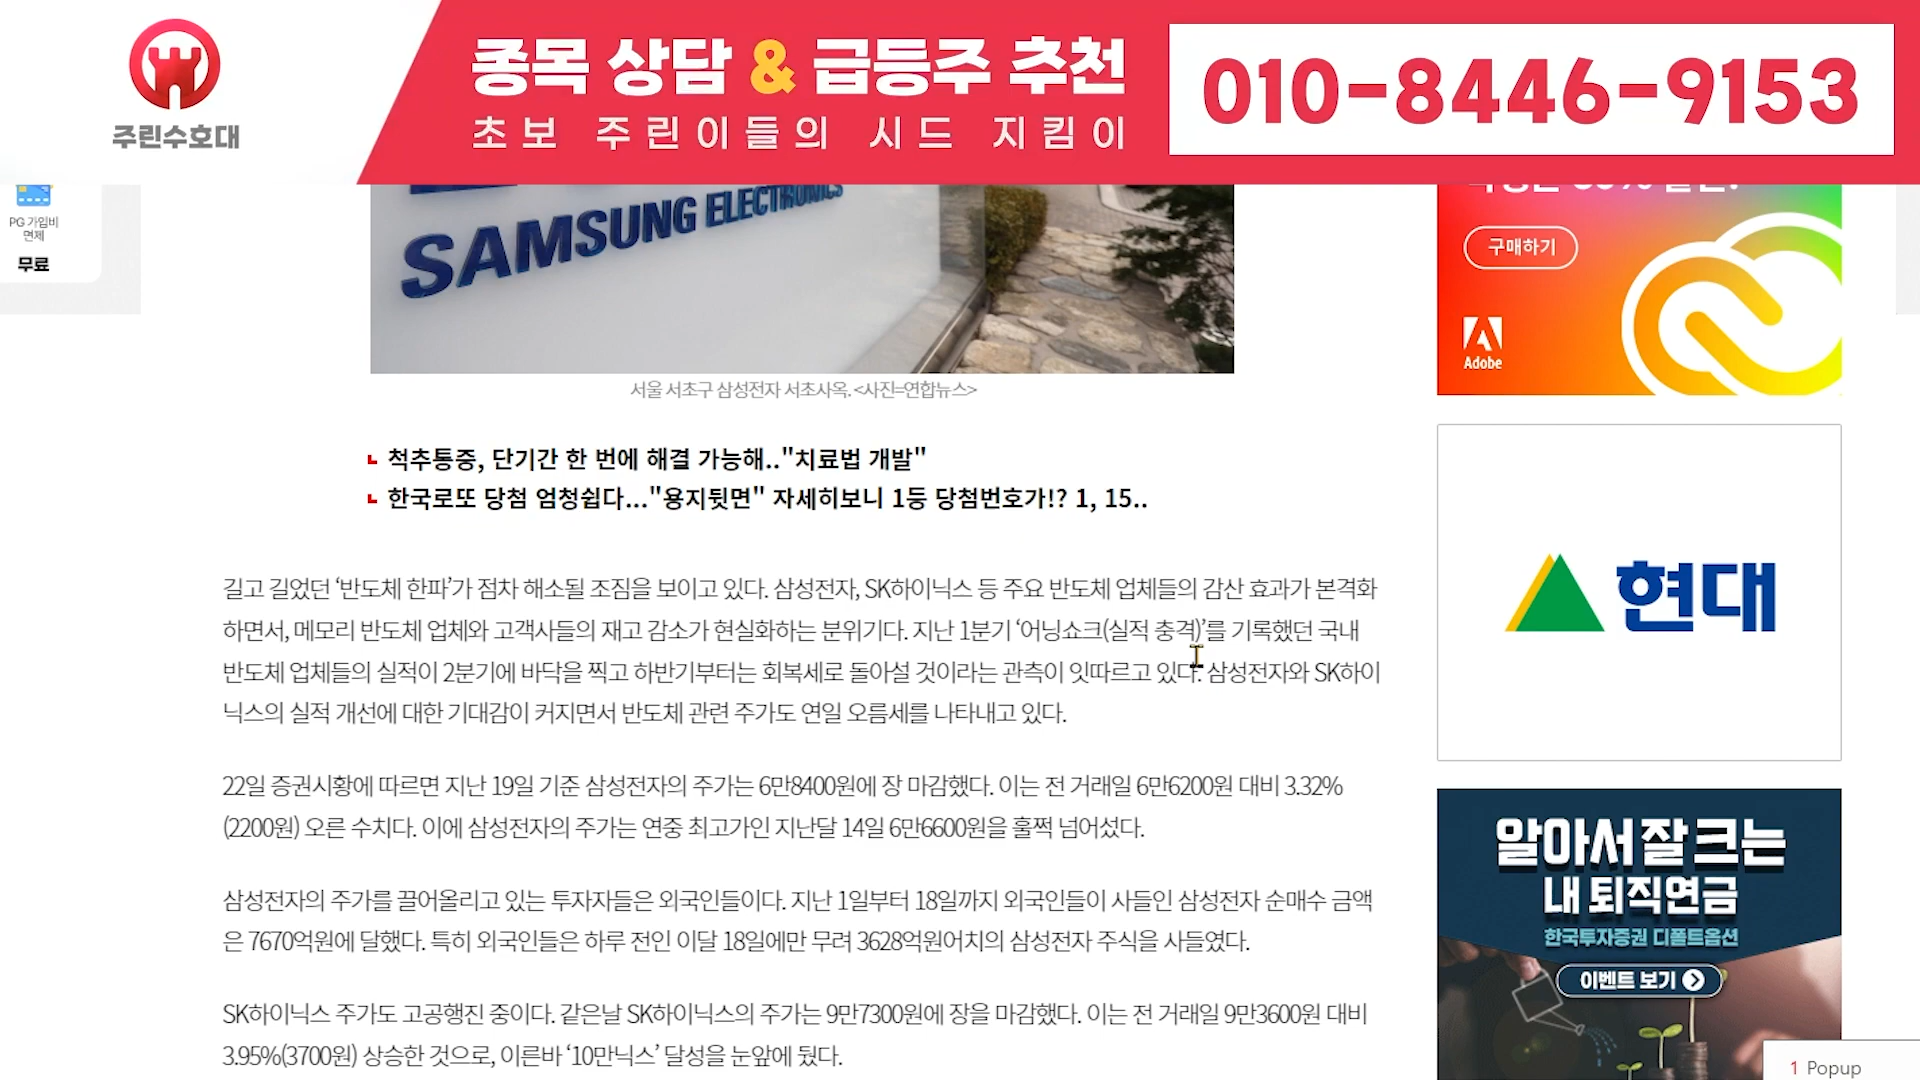 주린수호대
종목 상담 & 급등주 추천
초보 주린이들의 시드 지킴이
010-8446-9153
PG 가입비
면제
무료
SAMSUNG ELECTRONICS
구매하기
Adobe
서울 서초구 삼성전자 서초사옥. <사진=연합뉴스>
척추통증, 단기간 한 번에 해결 가능해.."치료법 개발"
한국로또 당첨 엄청쉽다..."용지뒷면" 자세히보니 1등 당첨번호가!? 1, 15..
길고 길었던 ‘반도체 한파’가 점차 해소될 조짐을 보이고 있다. 삼성전자, SK하이닉스 등 주요 반도체 업체들의 감산 효과가 본격화
하면서, 메모리 반도체 업체와 고객사들의 재고 감소가 현실화하는 분위기다. 지난 1분기 ‘어닝쇼크(실적 충격)’를 기록했던 국내
반도체 업체들의 실적이 2분기에 바닥을 찍고 하반기부터는 회복세로 돌아설 것이라는 관측이 잇따르고 있다. 삼성전자와 SK하이
닉스의 실적 개선에 대한 기대감이 커지면서 반도체 관련 주가도 연일 오름세를 나타내고 있다.
22일 증권시황에 따르면 지난 19일 기준 삼성전자의 주가는 6만8400원에 장 마감했다. 이는 전 거래일 6만6200원 대비 3.32%
(2200원) 오른 수치다. 이에 삼성전자의 주가는 연중 최고가인 지난달 14일 6만6600원을 훌쩍 넘어섰다.
삼성전자의 주가를 끌어올리고 있는 투자자들은 외국인들이다. 지난 1일부터 18일까지 외국인들이 사들인 삼성전자 순매수 금액
은 7670억원에 달했다. 특히 외국인들은 하루 전인 이달 18일에만 무려 3628억원어치의 삼성전자 주식을 사들였다.
SK하이닉스 주가도 고공행진 중이다. 같은날 SK하이닉스의 주가는 9만7300원에 장을 마감했다. 이는 전 거래일 9만3600원 대비
3.95%(3700원) 상승한 것으로, 이른바 ‘10만닉스’ 달성을 눈앞에 뒀다.
현대
알아서 잘 크는
내 퇴직연금
한국투자증권 디폴트옵션
이벤트 보기
1 Popup